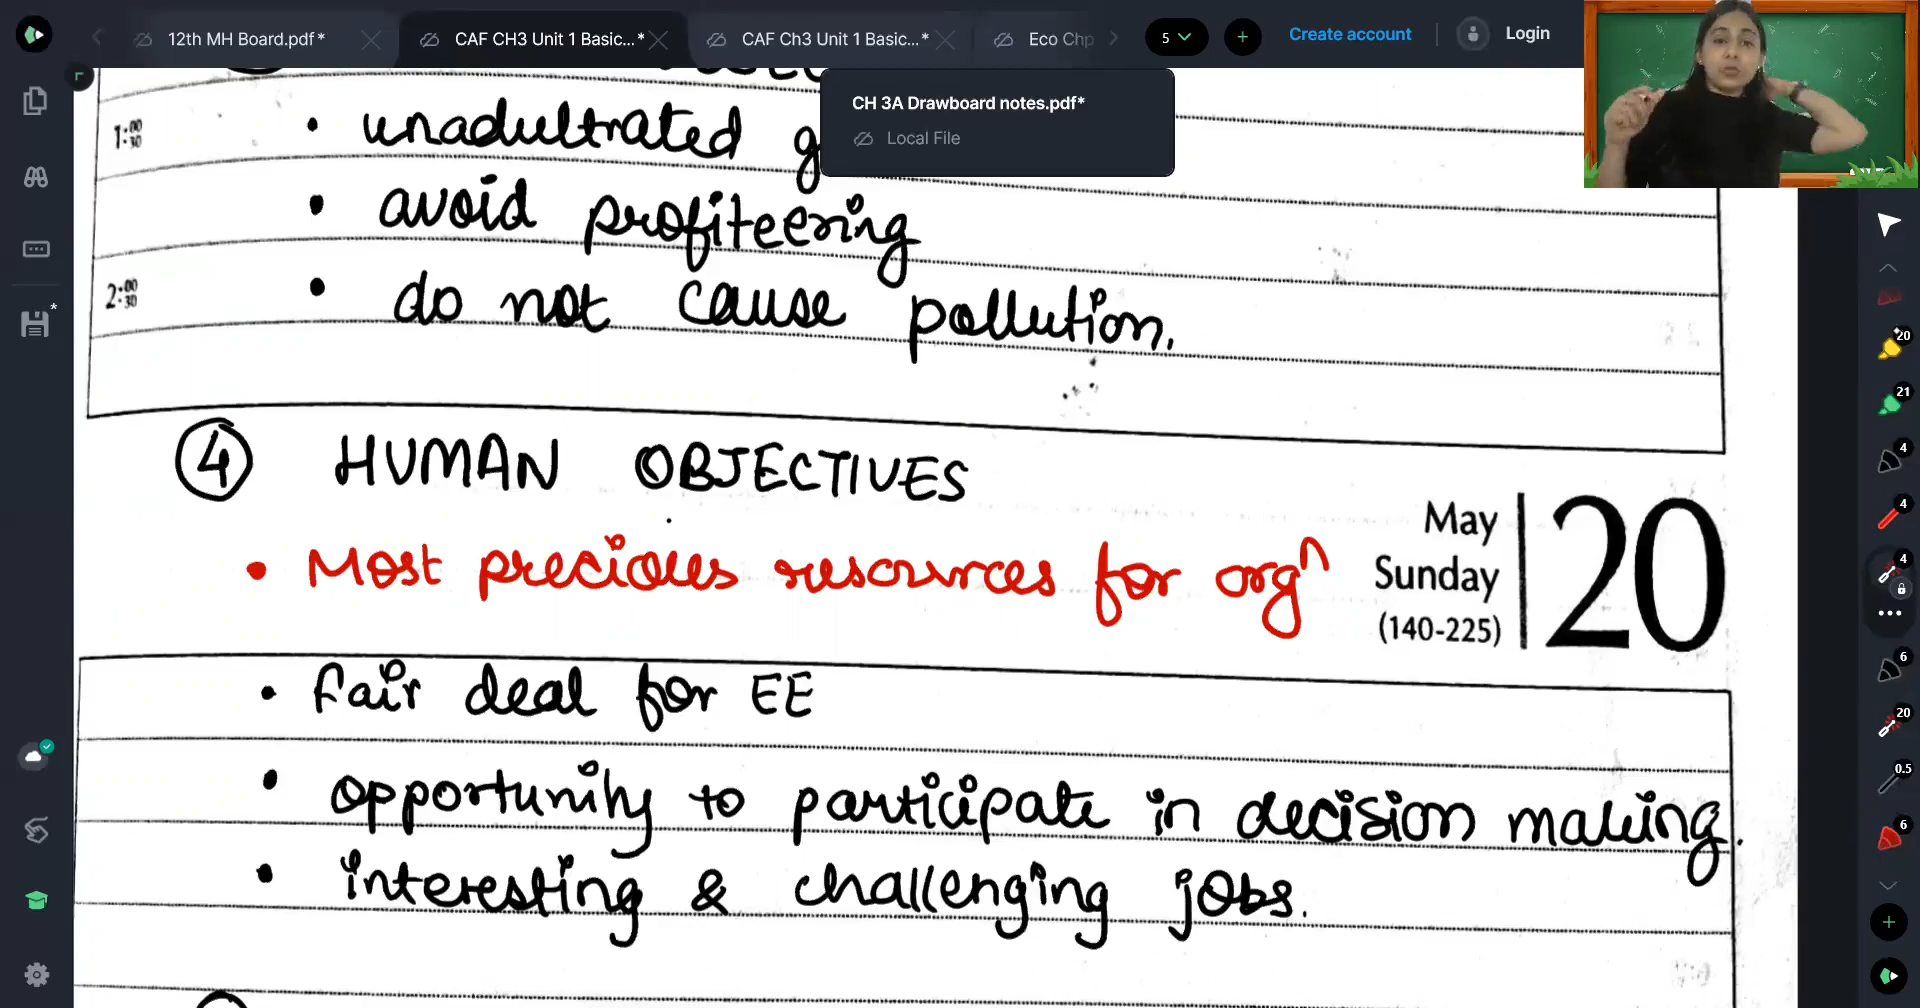 12th MH Board.pdf*
CAF CH3 Unit 1 Basic...*
CAF Ch3 Unit 1 Basic...*
Eco Chp
5
Create account
Login
CH 3A Drawboard notes.pdf*
Local File
1:00
30
• unadultrated g
• avoid profiteering
2:00
30
• do not cause pollution.
④ HUMAN OBJECTIVES
May
Sunday
(140-225)
20
• Most precious resources for orgⁿ
• Fair deal for EE
• opportunity to participate in decision making.
• interesting & challenging jobs.
20
21
4
4
4
6
20
0.5
6